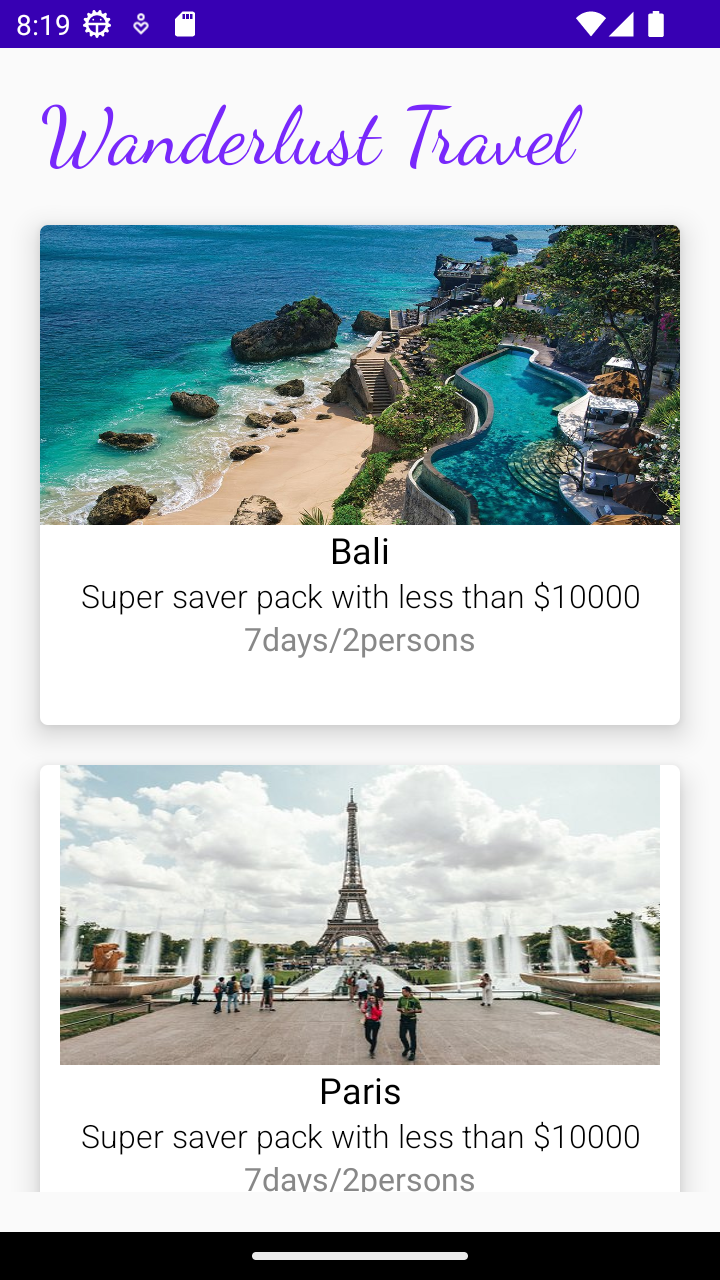 8:19
Wanderlust Travel
Bali
Super saver pack with less than $10000
7days/2persons
Paris
Super saver pack with less than $10000
7days/2persons